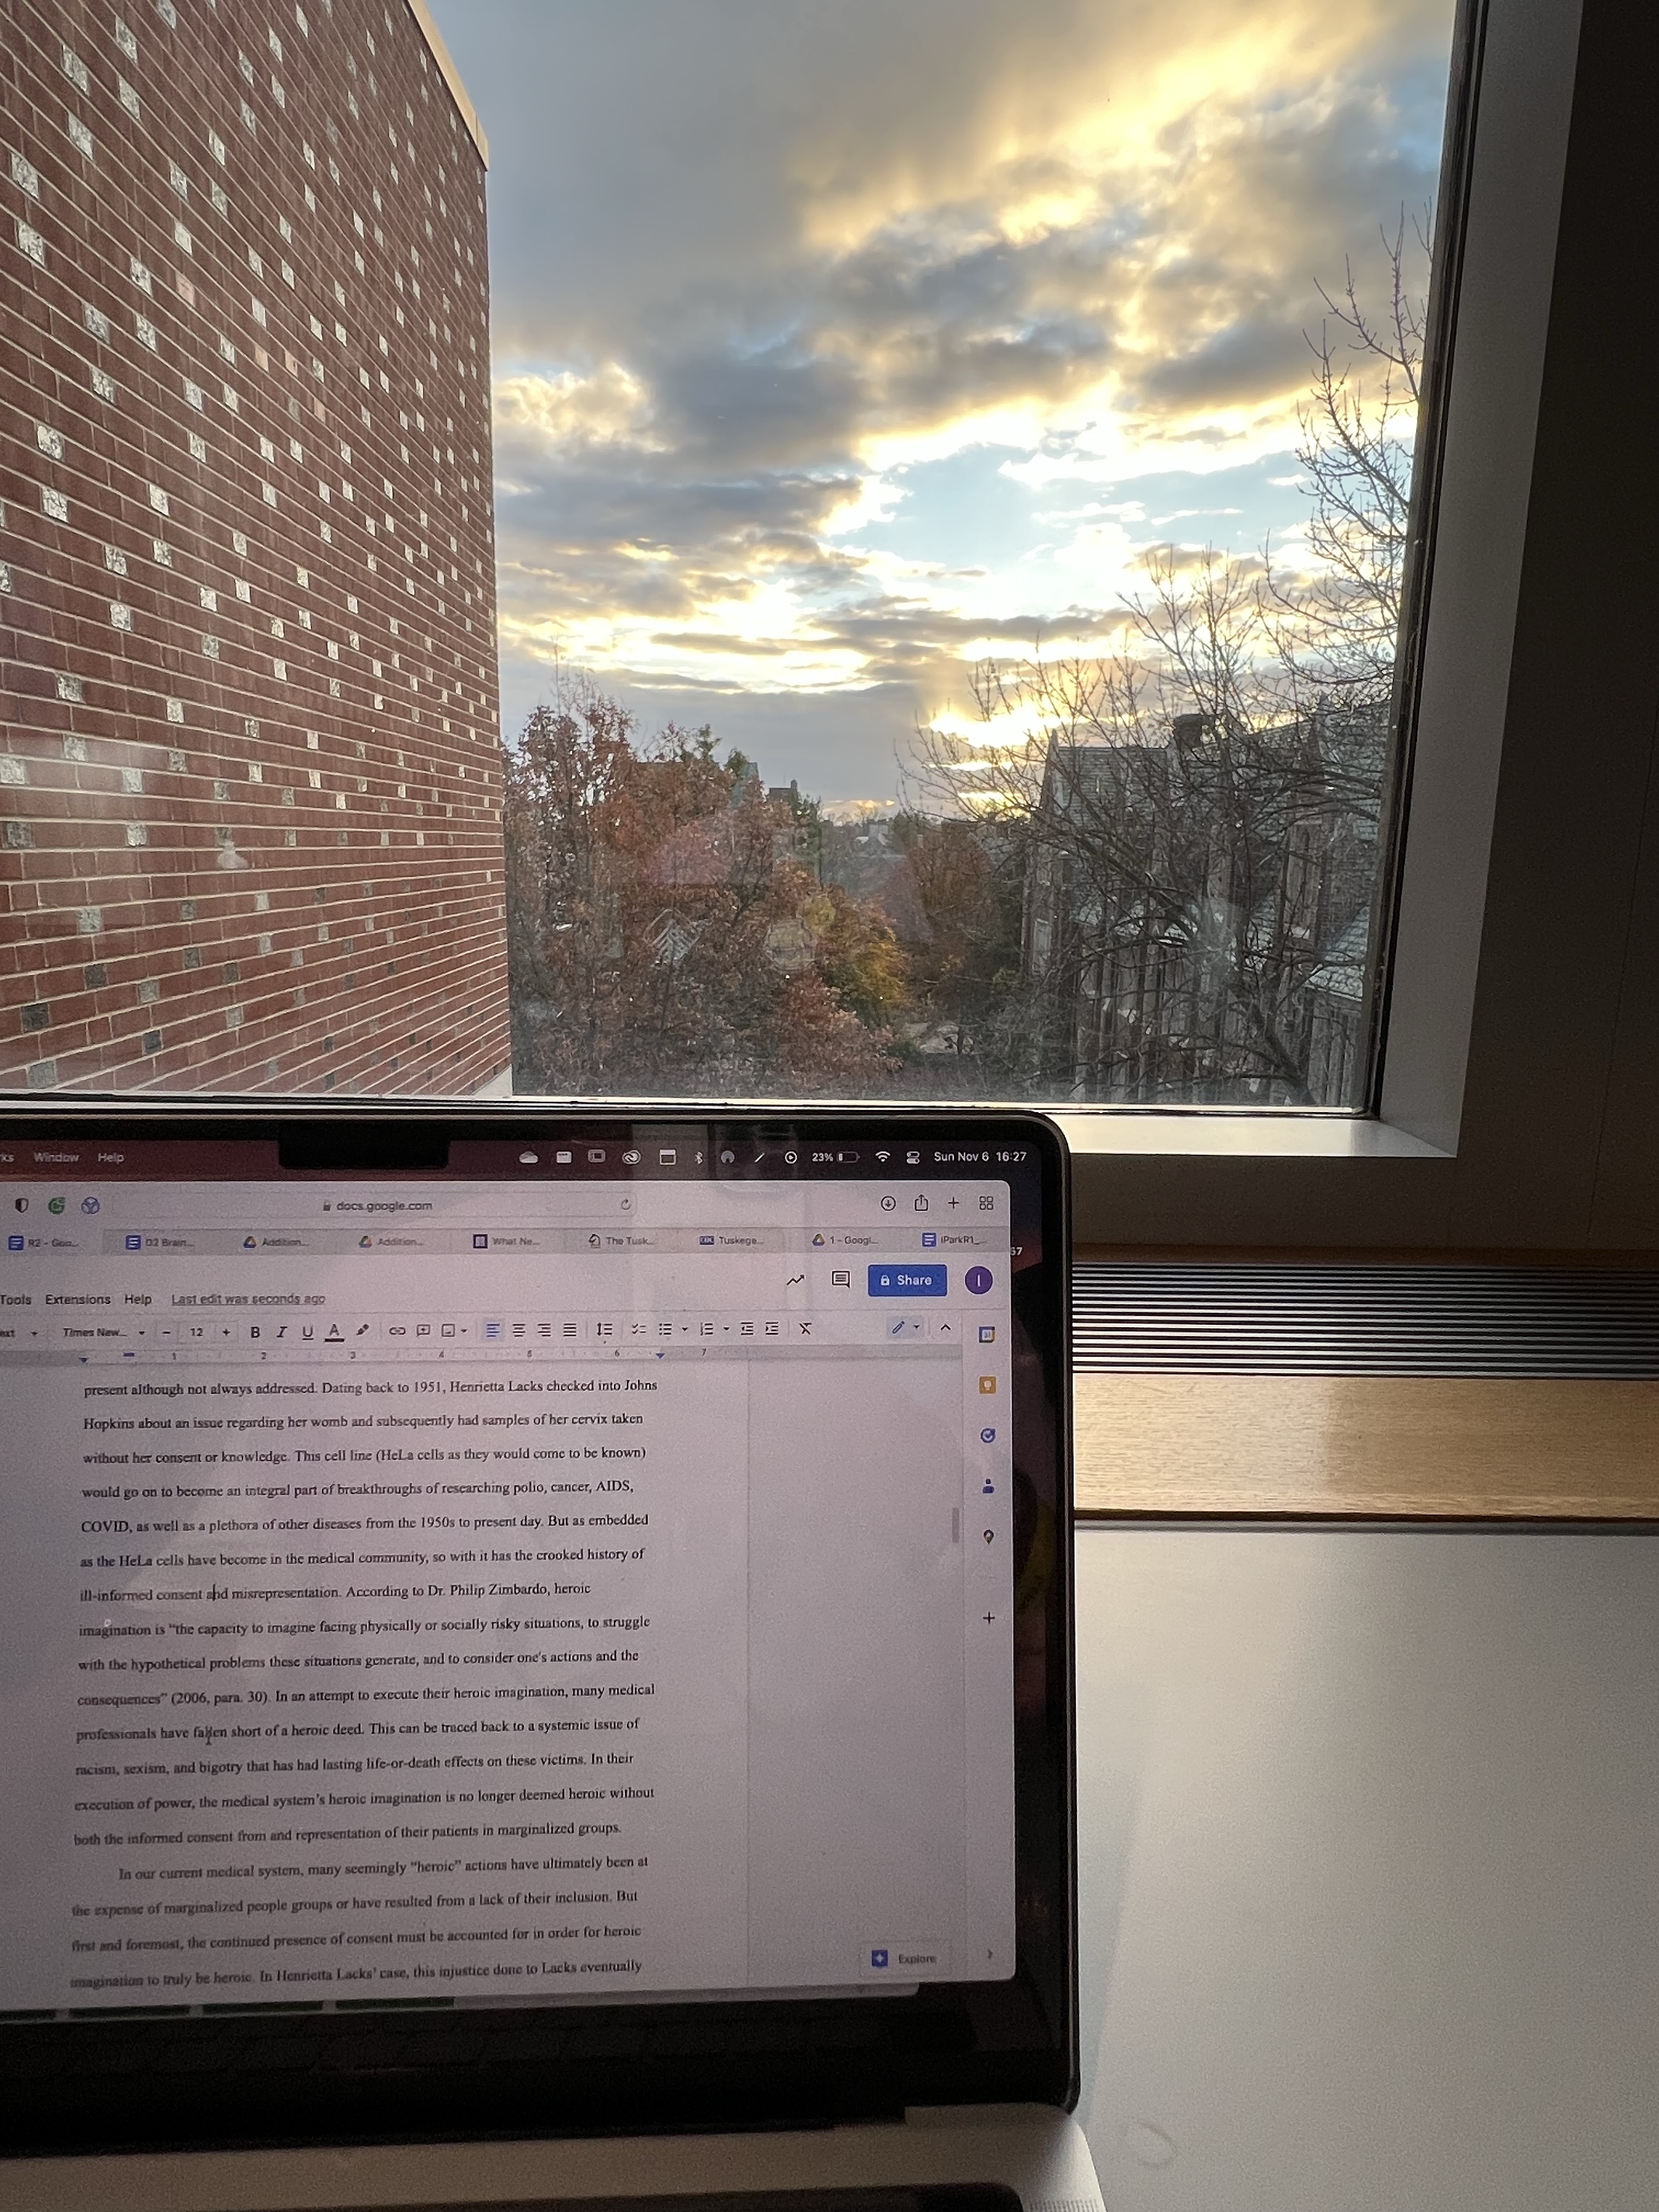 ks Window Help 23% Sun Nov 6 16:27
docs.google.com
R2 - Goo... D2 Brain... Addition... Addition... What Ne... The Tusk... Tuskege... 1 - Googl... iParkR1_...
Share I
Tools Extensions Help Last edit was seconds ago
ext Times New... − 12 + B I U A
1 2 3 4 5 6 7
present although not always addressed. Dating back to 1951, Henrietta Lacks checked into Johns
Hopkins about an issue regarding her womb and subsequently had samples of her cervix taken
without her consent or knowledge. This cell line (HeLa cells as they would come to be known)
would go on to become an integral part of breakthroughs of researching polio, cancer, AIDS,
COVID, as well as a plethora of other diseases from the 1950s to present day. But as embedded
as the HeLa cells have become in the medical community, so with it has the crooked history of
ill-informed consent and misrepresentation. According to Dr. Philip Zimbardo, heroic
imagination is “the capacity to imagine facing physically or socially risky situations, to struggle
with the hypothetical problems these situations generate, and to consider one's actions and the
consequences” (2006, para. 30). In an attempt to execute their heroic imagination, many medical
professionals have fallen short of a heroic deed. This can be traced back to a systemic issue of
racism, sexism, and bigotry that has had lasting life-or-death effects on these victims. In their
execution of power, the medical system’s heroic imagination is no longer deemed heroic without
both the informed consent from and representation of their patients in marginalized groups.
In our current medical system, many seemingly “heroic” actions have ultimately been at
the expense of marginalized people groups or have resulted from a lack of their inclusion. But
first and foremost, the continued presence of consent must be accounted for in order for heroic
imagination to truly be heroic. In Henrietta Lacks’ case, this injustice done to Lacks eventually
Explore